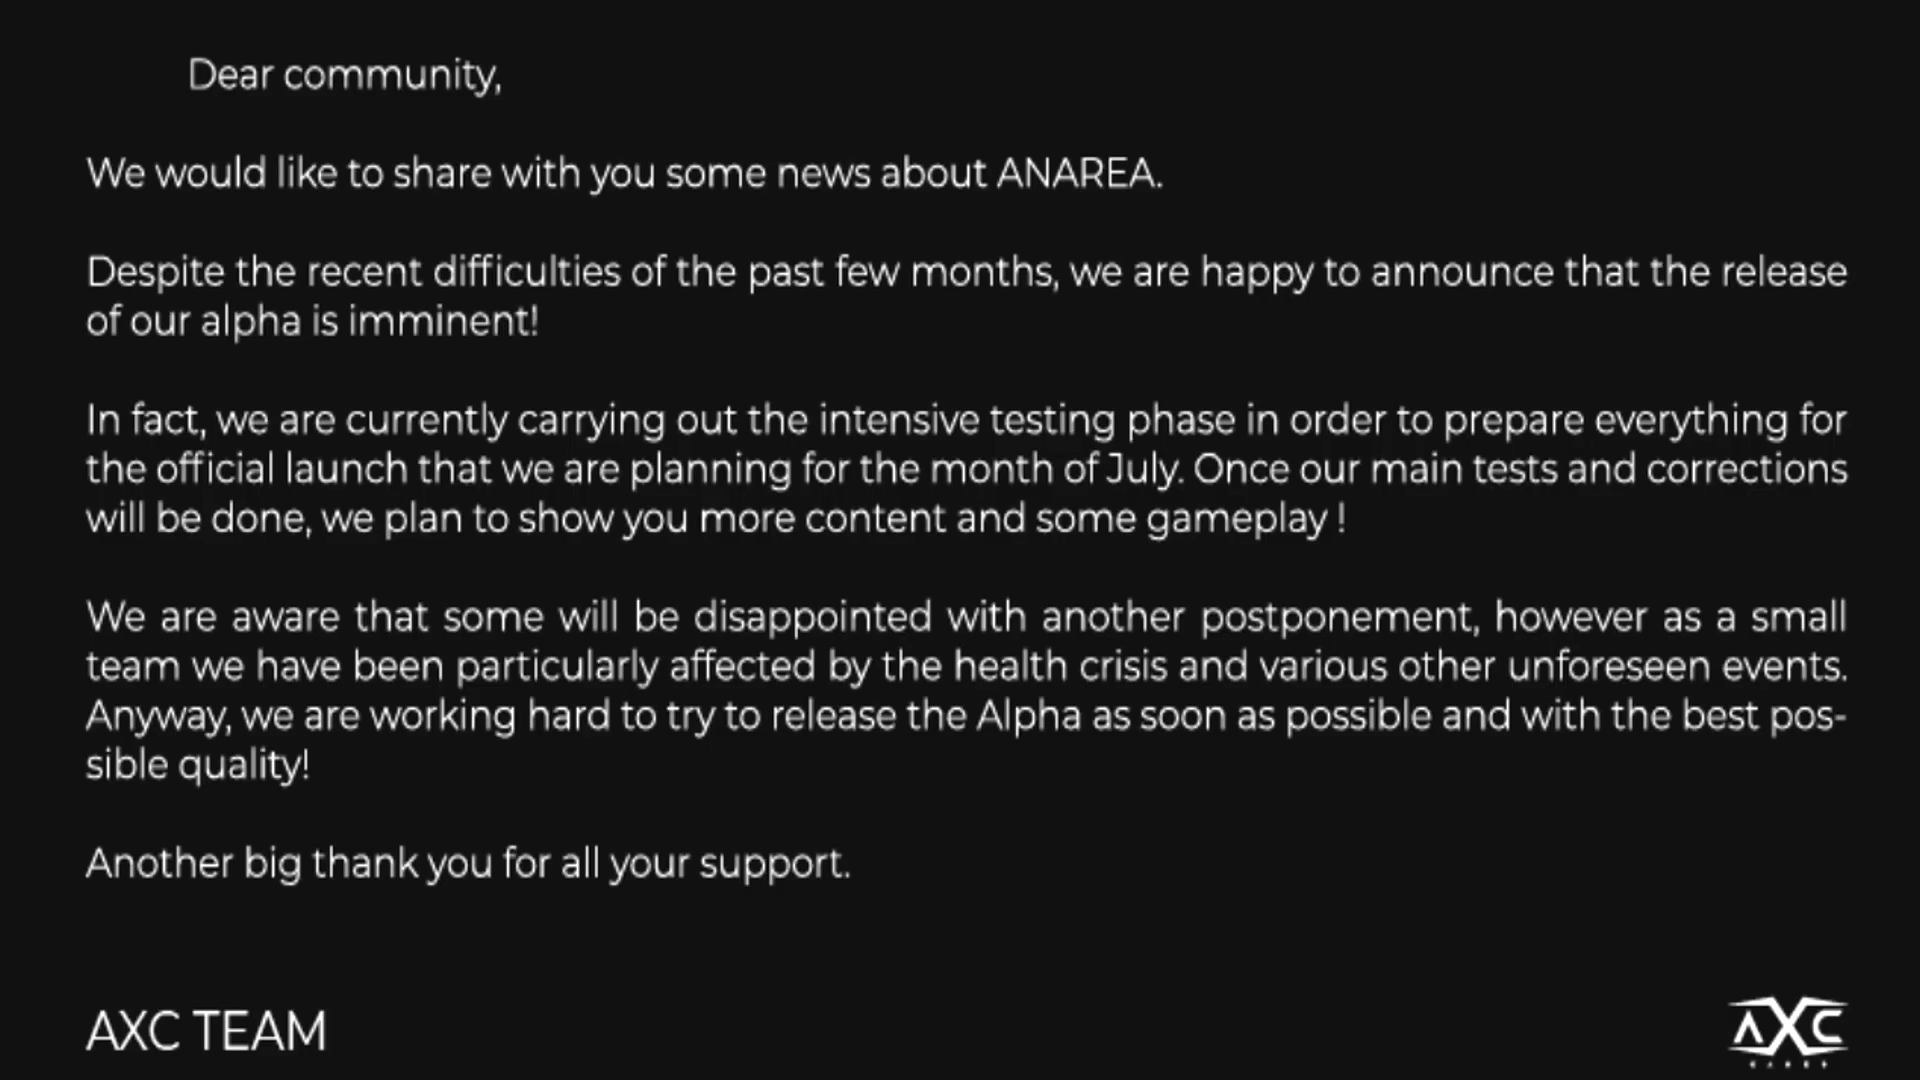 Dear community,
We would like to share with you some news about ANAREA.
Despite the recent difficulties of the past few months, we are happy to announce that the release
of our alpha is imminent!
In fact, we are currently carrying out the intensive testing phase in order to prepare everything for
the official launch that we are planning for the month of July. Once our main tests and corrections
will be done, we plan to show you more content and some gameplay !
We are aware that some will be disappointed with another postponement, however as a small
team we have been particularly affected by the health crisis and various other unforeseen events.
Anyway, we are working hard to try to release the Alpha as soon as possible and with the best pos-
sible quality!
Another big thank you for all your support.
AXC TEAM
AXC